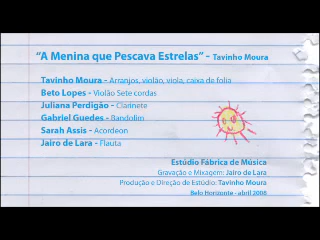 “A Menina que Pescava Estrelas” - Tavinho Moura
Tavinho Moura - Arranjos, violão, viola, caixa de folia
Beto Lopes - Violão Sete cordas
Juliana Perdigão - Clarinete
Gabriel Guedes - Bandolim
Sarah Assis - Acordeon
Jairo de Lara - Flauta
Estúdio Fábrica de Música
Gravação e Mixagem: Jairo de Lara
Produção e Direção de Estúdio: Tavinho Moura
Belo Horizonte - abril 2008